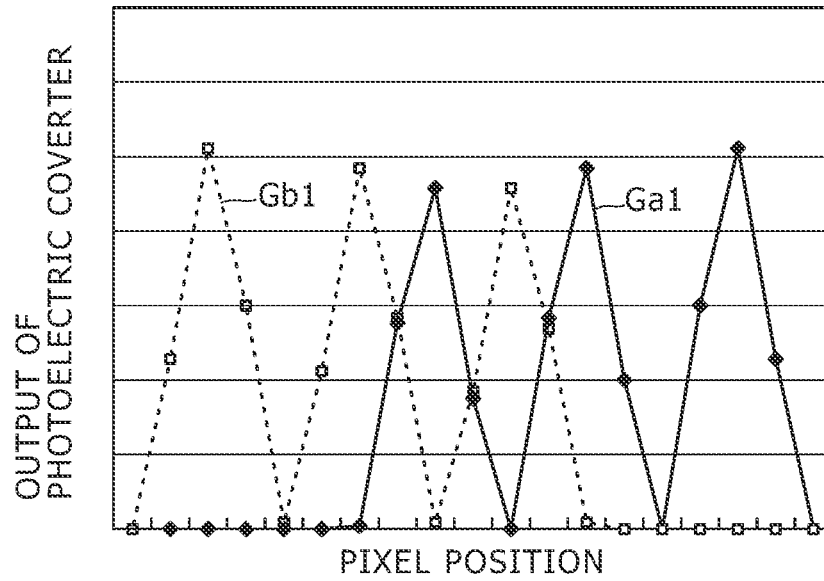 OUTPUT OF
PHOTOELECTRIC COVERTER
Gb1
Ga1
PIXEL POSITION